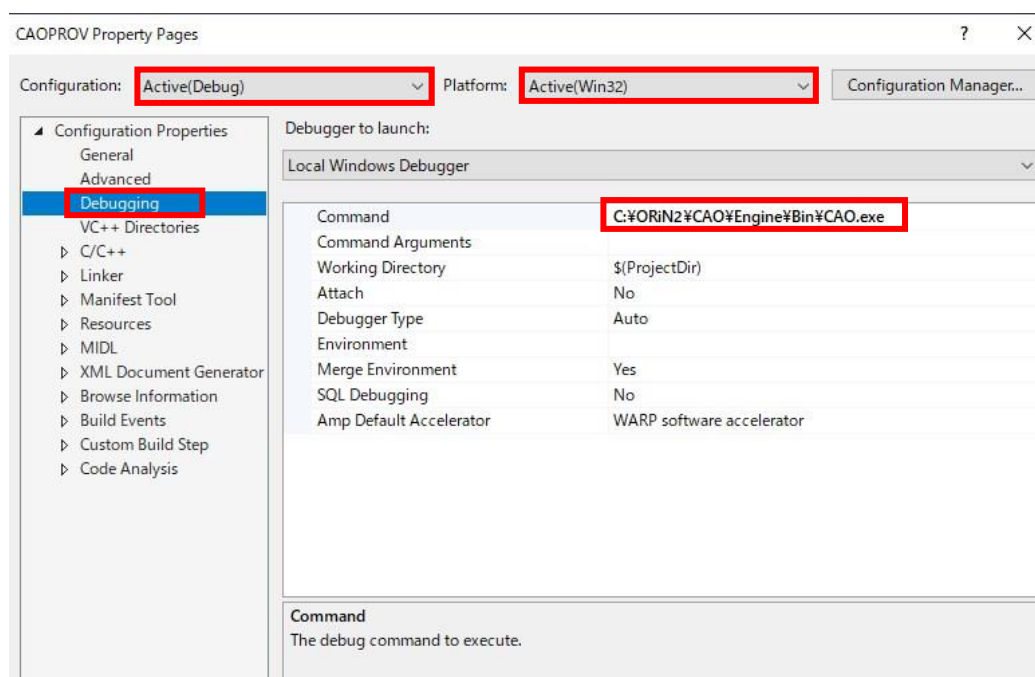 CAOPROV Property Pages
Configuration: Active(Debug) Platform: Active(Win32) Configuration Manager...
Configuration Properties
General
Advanced
Debugging
VC++ Directories
C/C++
Linker
Manifest Tool
Resources
MIDL
XML Document Generator
Browse Information
Build Events
Custom Build Step
Code Analysis
Debugger to launch:
Local Windows Debugger
Command C:¥ORiN2¥CAO¥Engine¥Bin¥CAO.exe
Command Arguments
Working Directory $(ProjectDir)
Attach No
Debugger Type Auto
Environment
Merge Environment Yes
SQL Debugging No
Amp Default Accelerator WARP software accelerator
Command
The debug command to execute.